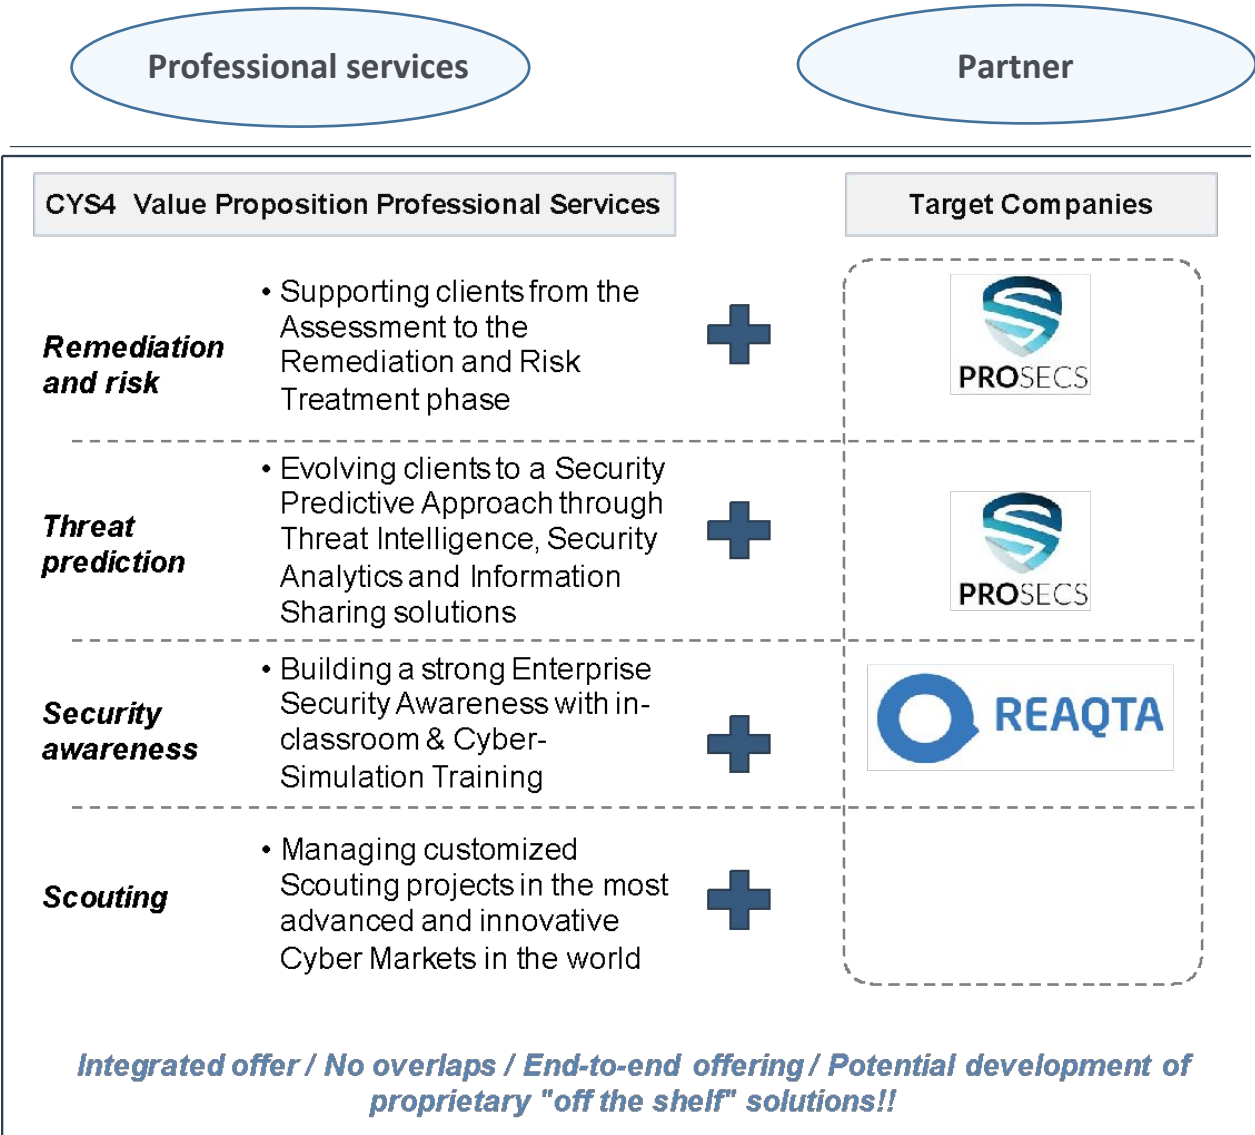 Professional services
Partner
CYS4 Value Proposition Professional Services
Target Companies
Remediation
and risk
• Supporting clients from the
Assessment to the
Remediation and Risk
Treatment phase
PROSECS
Threat
prediction
• Evolving clients to a Security
Predictive Approach through
Threat Intelligence, Security
Analytics and Information
Sharing solutions
PROSECS
Security
awareness
• Building a strong Enterprise
Security Awareness with in-
classroom & Cyber-
Simulation Training
REAQTA
Scouting
• Managing customized
Scouting projects in the most
advanced and innovative
Cyber Markets in the world
Integrated offer / No overlaps / End-to-end offering / Potential development of
proprietary "off the shelf" solutions!!